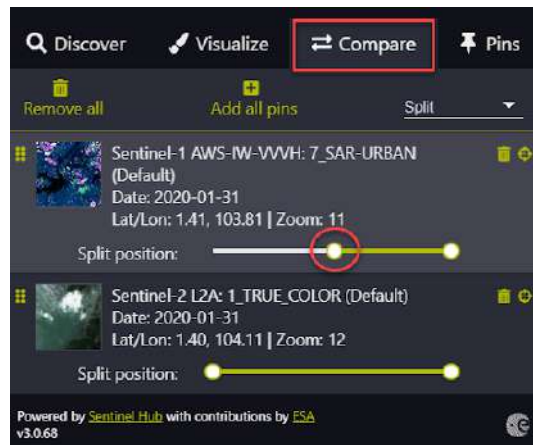 Discover Visualize Compare Pins
Remove all Add all pins Split
Sentinel-1 AWS-IW-VVVH: 7_SAR-URBAN
(Default)
Date: 2020-01-31
Lat/Lon: 1.41, 103.81 | Zoom: 11
Split position:
Sentinel-2 L2A: 1_TRUE_COLOR (Default)
Date: 2020-01-31
Lat/Lon: 1.40, 104.11 | Zoom: 12
Split position:
Powered by Sentinel Hub with contributions by ESA
v3.0.68